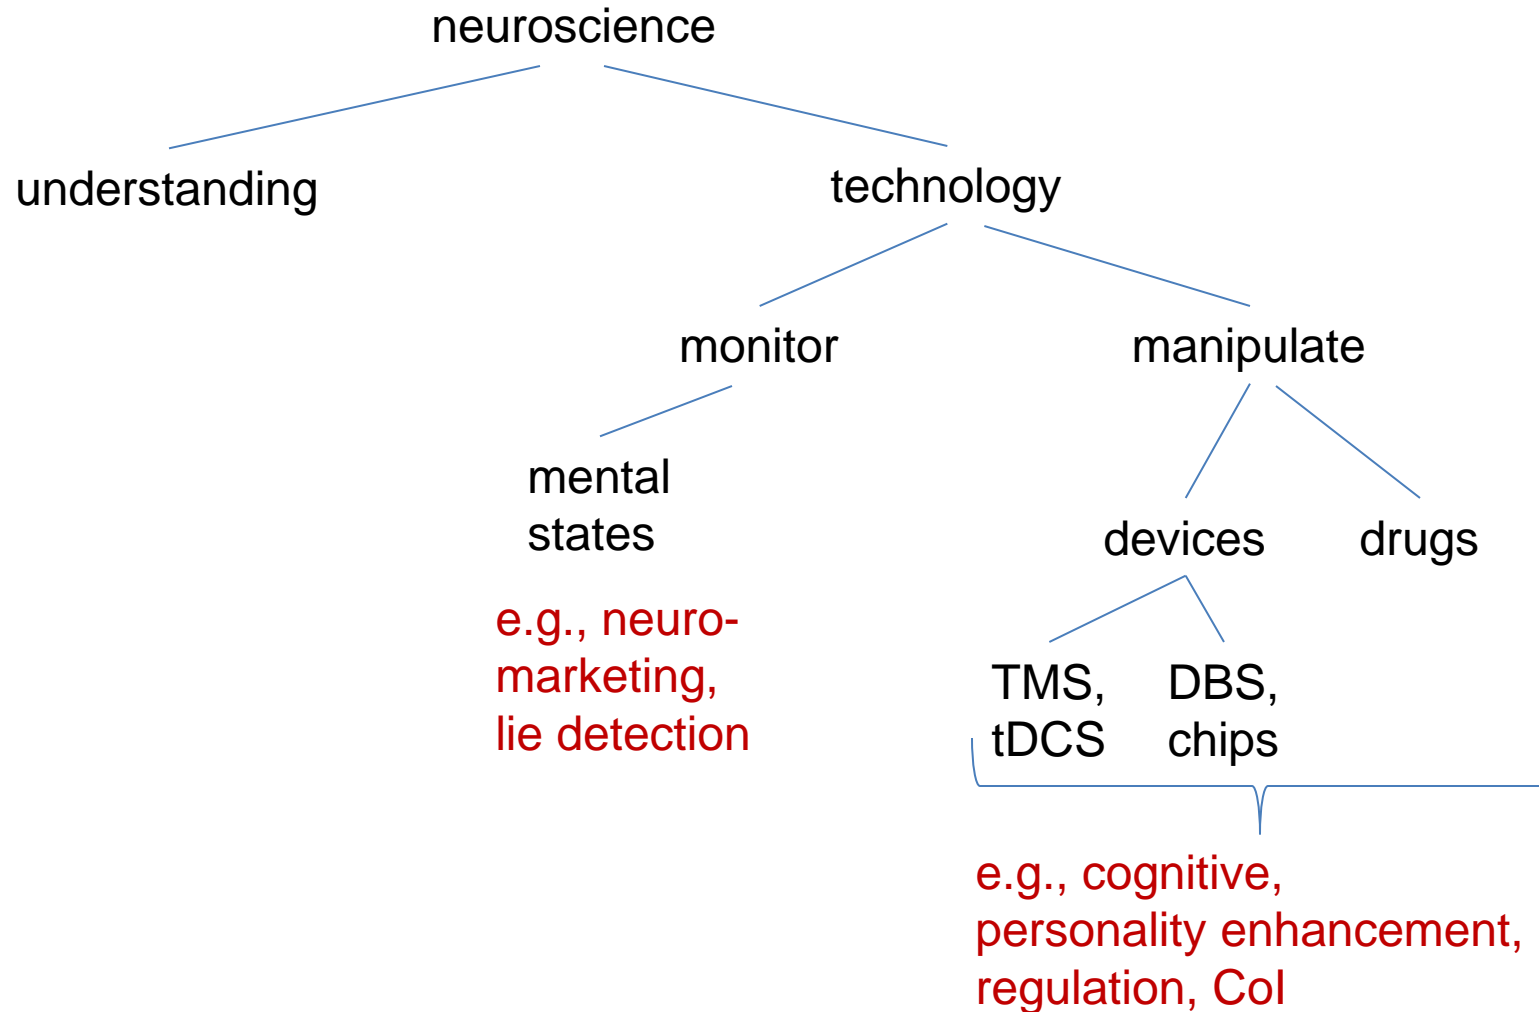 neuroscience
understanding
technology
monitor
manipulate
mental
states
devices
drugs
e.g., neuro-
marketing,
lie detection
TMS,
tDCS
DBS,
chips
e.g., cognitive,
personality enhancement,
regulation, CoI